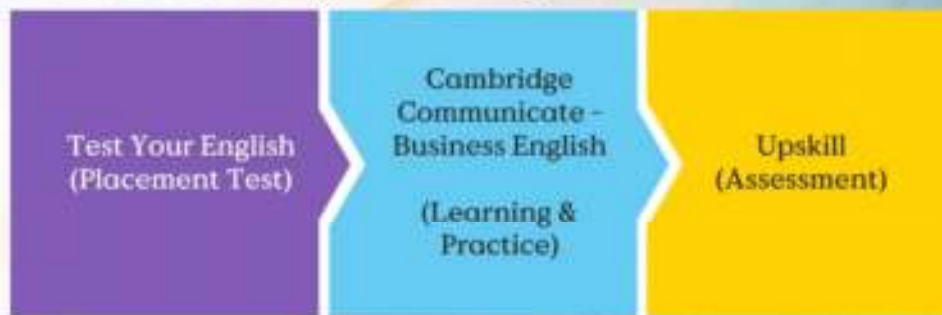 Test Your English
(Placement Test)
Cambridge
Communicate -
Business English
(Learning &
Practice)
Upskill
(Assessment)